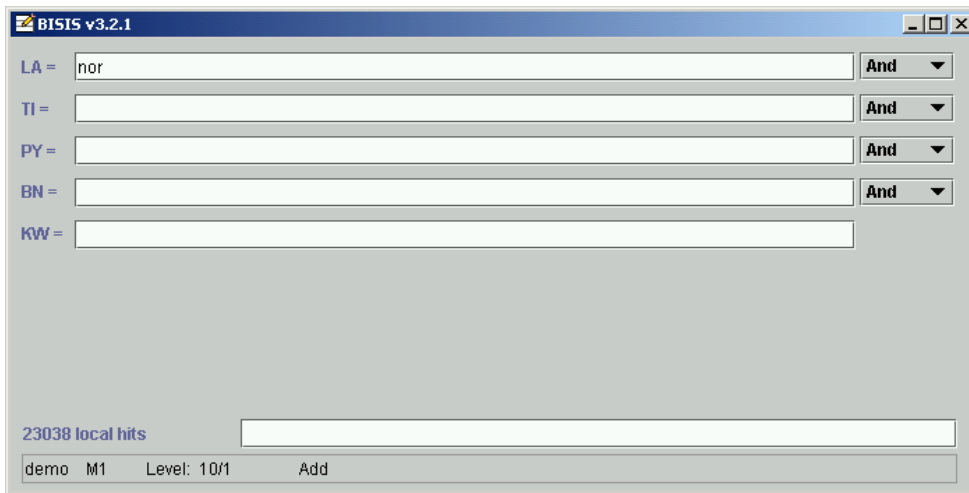 BISIS v3.2.1
LA = nor And
TI = And
PY = And
BN = And
KW =
23038 local hits
demo M1 Level: 10/1 Add